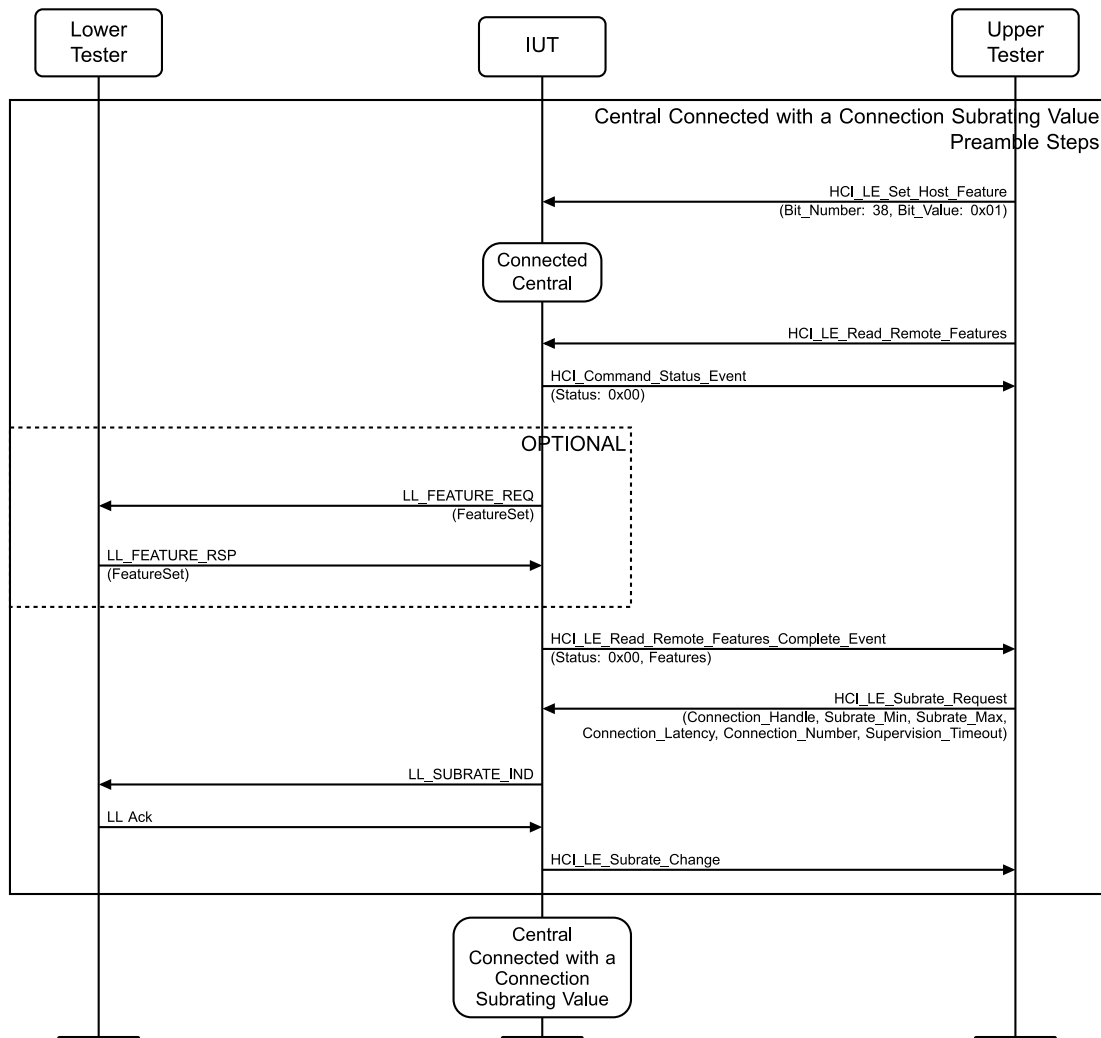 Lower
Tester
IUT
Upper
Tester
Central Connected with a Connection Subrating Value
Preamble Steps
HCI_LE_Set_Host_Feature
(Bit_Number: 38, Bit_Value: 0x01)
Connected
Central
HCI_LE_Read_Remote_Features
HCI_Command_Status_Event
(Status: 0x00)
OPTIONAL
LL_FEATURE_REQ
(FeatureSet)
LL_FEATURE_RSP
(FeatureSet)
HCI_LE_Read_Remote_Features_Complete_Event
(Status: 0x00, Features)
HCI_LE_Subrate_Request
(Connection_Handle, Subrate_Min, Subrate_Max,
Connection_Latency, Connection_Number, Supervision_Timeout)
LL_SUBRATE_IND
LL Ack
HCI_LE_Subrate_Change
Central
Connected with a
Connection
Subrating Value